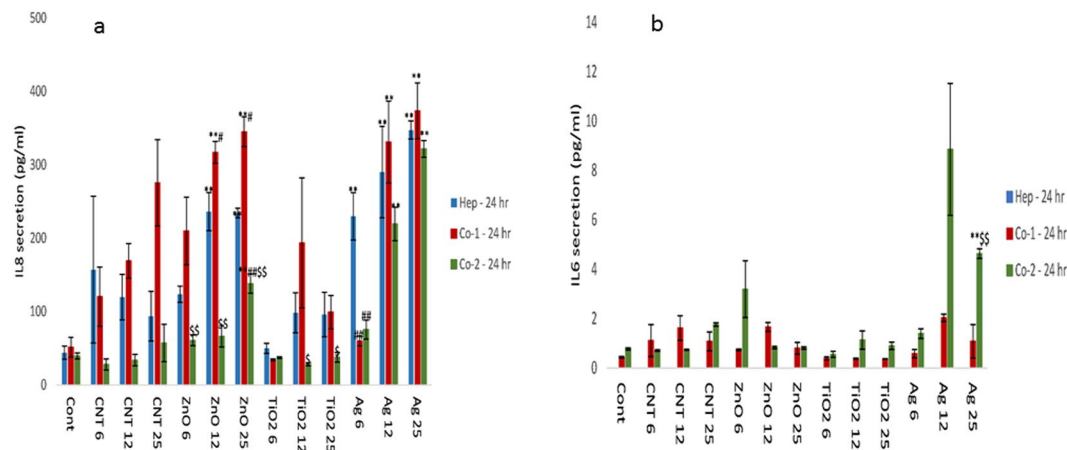 a
IL8 secretion (pg/ml)
500
400
300
200
100
0
** ** **# **# *##$$ $$ $$ $ $ ** ## ## ** ** ** ** ** **
Cont
CNT 6
CNT 12
CNT 25
ZnO 6
ZnO 12
ZnO 25
TiO2 6
TiO2 12
TiO2 25
Ag 6
Ag 12
Ag 25
Hep - 24 hr
Co-1 - 24 hr
Co-2 - 24 hr
b
IL6 secretion (pg/ml)
14
12
10
8
6
4
2
0
**$$
Cont
CNT 6
CNT 12
CNT 25
ZnO 6
ZnO 12
ZnO 25
TiO2 6
TiO2 12
TiO2 25
Ag 6
Ag 12
Ag 25
Hep - 24 hr
Co-1 - 24 hr
Co-2 - 24 hr